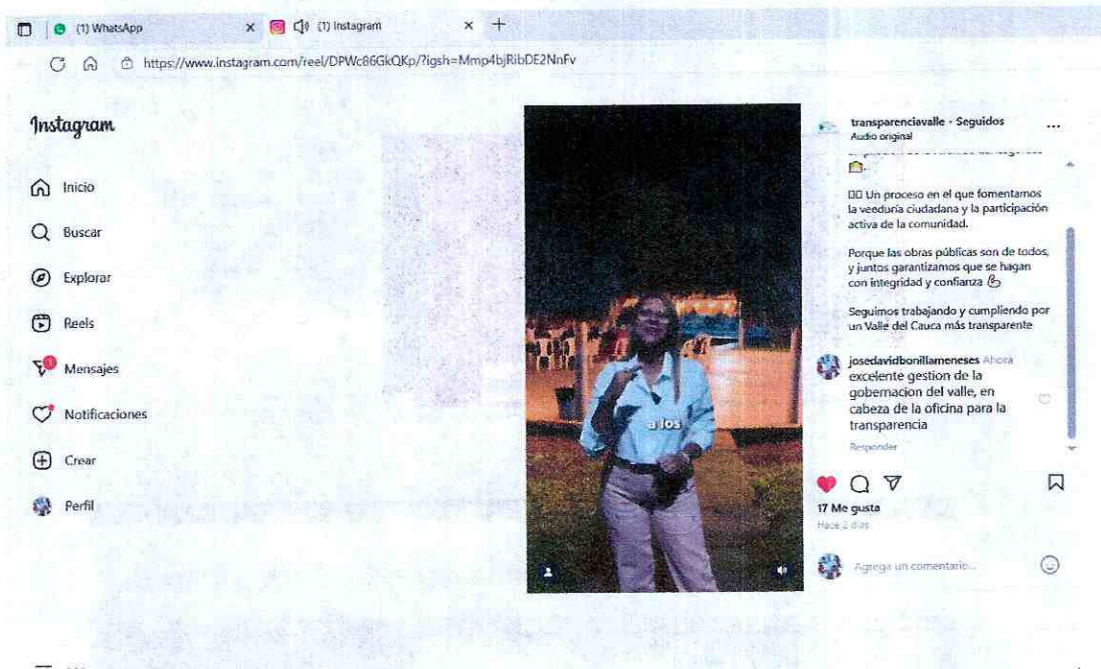 (1) WhatsApp
(1) Instagram
https://www.instagram.com/reel/DPWc86GkQKp/?igsh=Mmp4bjRibDE2NnFv
Instagram
Inicio
Buscar
Explorar
Reels
1
Mensajes
Notificaciones
Crear
Perfil
a los
transparenciavalle • Seguidos
Audio original
Un proceso en el que fomentamos
la veeduría ciudadana y la participación
activa de la comunidad.
Porque las obras públicas son de todos,
y juntos garantizamos que se hagan
con integridad y confianza
Seguimos trabajando y cumpliendo por
un Valle del Cauca más transparente
josedavidbonillameneses Ahora
excelente gestion de la
gobernacion del valle, en
cabeza de la oficina para la
transparencia
Responder
17 Me gusta
Hace 2 días
Agrega un comentario...